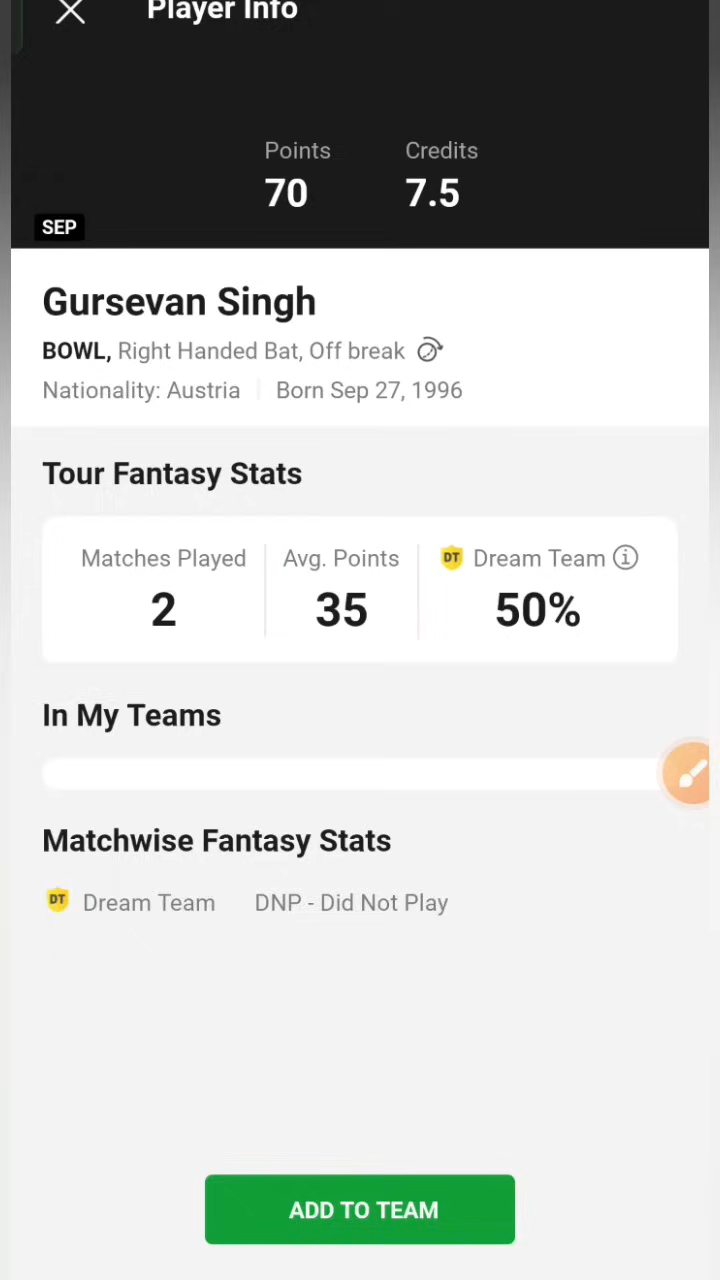 Player Info
Points Credits
70 7.5
SEP
Gursevan Singh
BOWL, Right Handed Bat, Off break
Nationality: Austria Born Sep 27, 1996
Tour Fantasy Stats
Matches Played Avg. Points DT Dream Team
2 35 50%
In My Teams
Matchwise Fantasy Stats
DT Dream Team DNP - Did Not Play
ADD TO TEAM